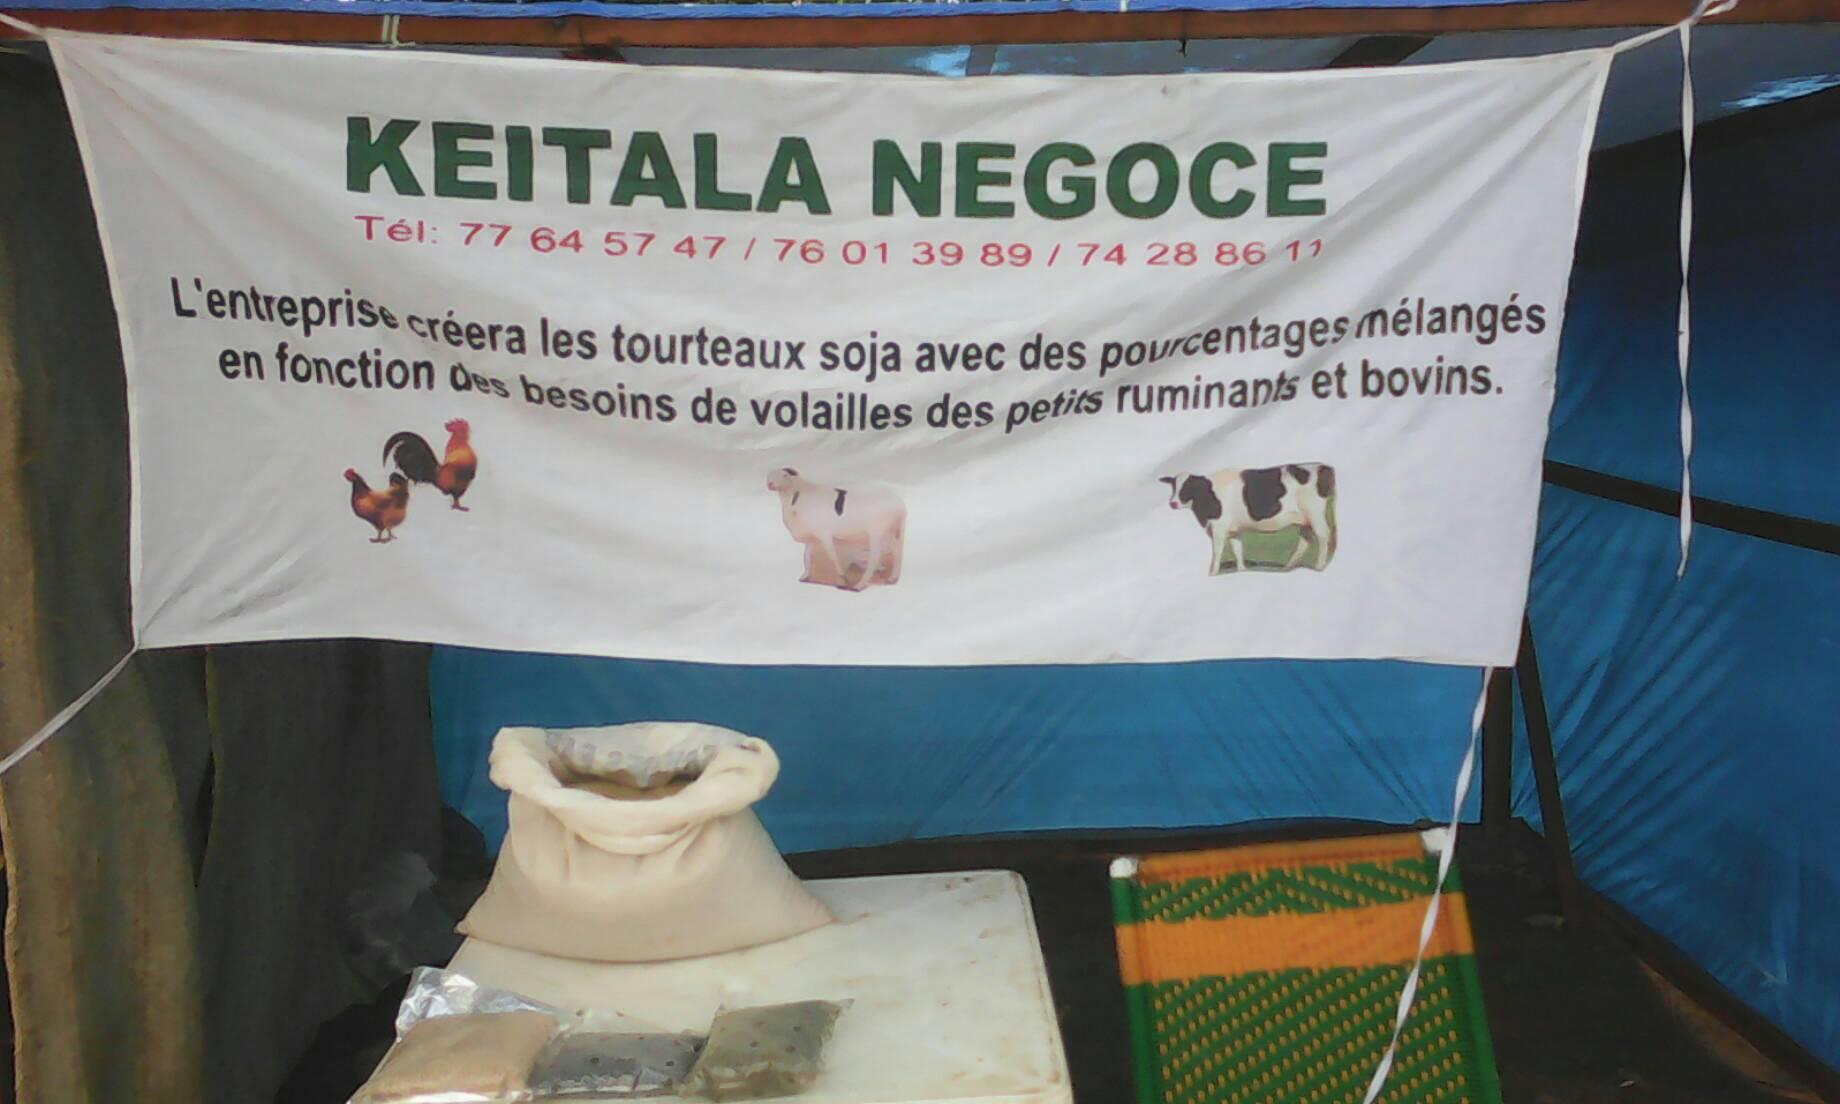 KEITALA NEGOCE
Tél: 77 64 57 47 / 76 01 39 89 / 74 28 86 11
L'entreprise créera les tourteaux soja avec des pourcentages mélangés
en fonction des besoins de volailles des petits ruminants et bovins.